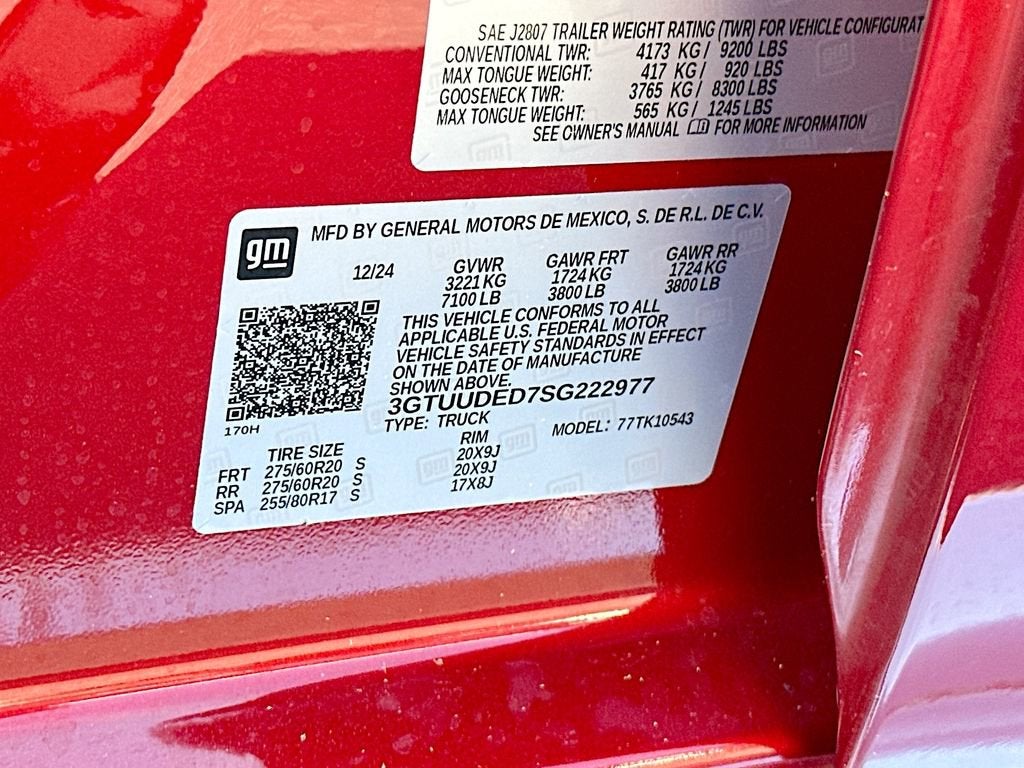 SAE J2807 TRAILER WEIGHT RATING (TWR) FOR VEHICLE CONFIGURAT
CONVENTIONAL TWR: 4173 KG / 9200 LBS
MAX TONGUE WEIGHT: 417 KG / 920 LBS
GOOSENECK TWR: 3765 KG / 8300 LBS
MAX TONGUE WEIGHT: 565 KG / 1245 LBS
SEE OWNER'S MANUAL FOR MORE INFORMATION
gm
MFD BY GENERAL MOTORS DE MEXICO, S. DE R.L. DE C.V.
12/24 GVWR GAWR FRT GAWR RR
3221 KG 1724 KG 1724 KG
7100 LB 3800 LB 3800 LB
THIS VEHICLE CONFORMS TO ALL
APPLICABLE U.S. FEDERAL MOTOR
VEHICLE SAFETY STANDARDS IN EFFECT
ON THE DATE OF MANUFACTURE
SHOWN ABOVE.
3GTUUDED7SG222977
170H
TYPE: TRUCK MODEL: 77TK10543
TIRE SIZE RIM
FRT 275/60R20 S 20X9J
RR 275/60R20 S 20X9J
SPA 255/80R17 S 17X8J